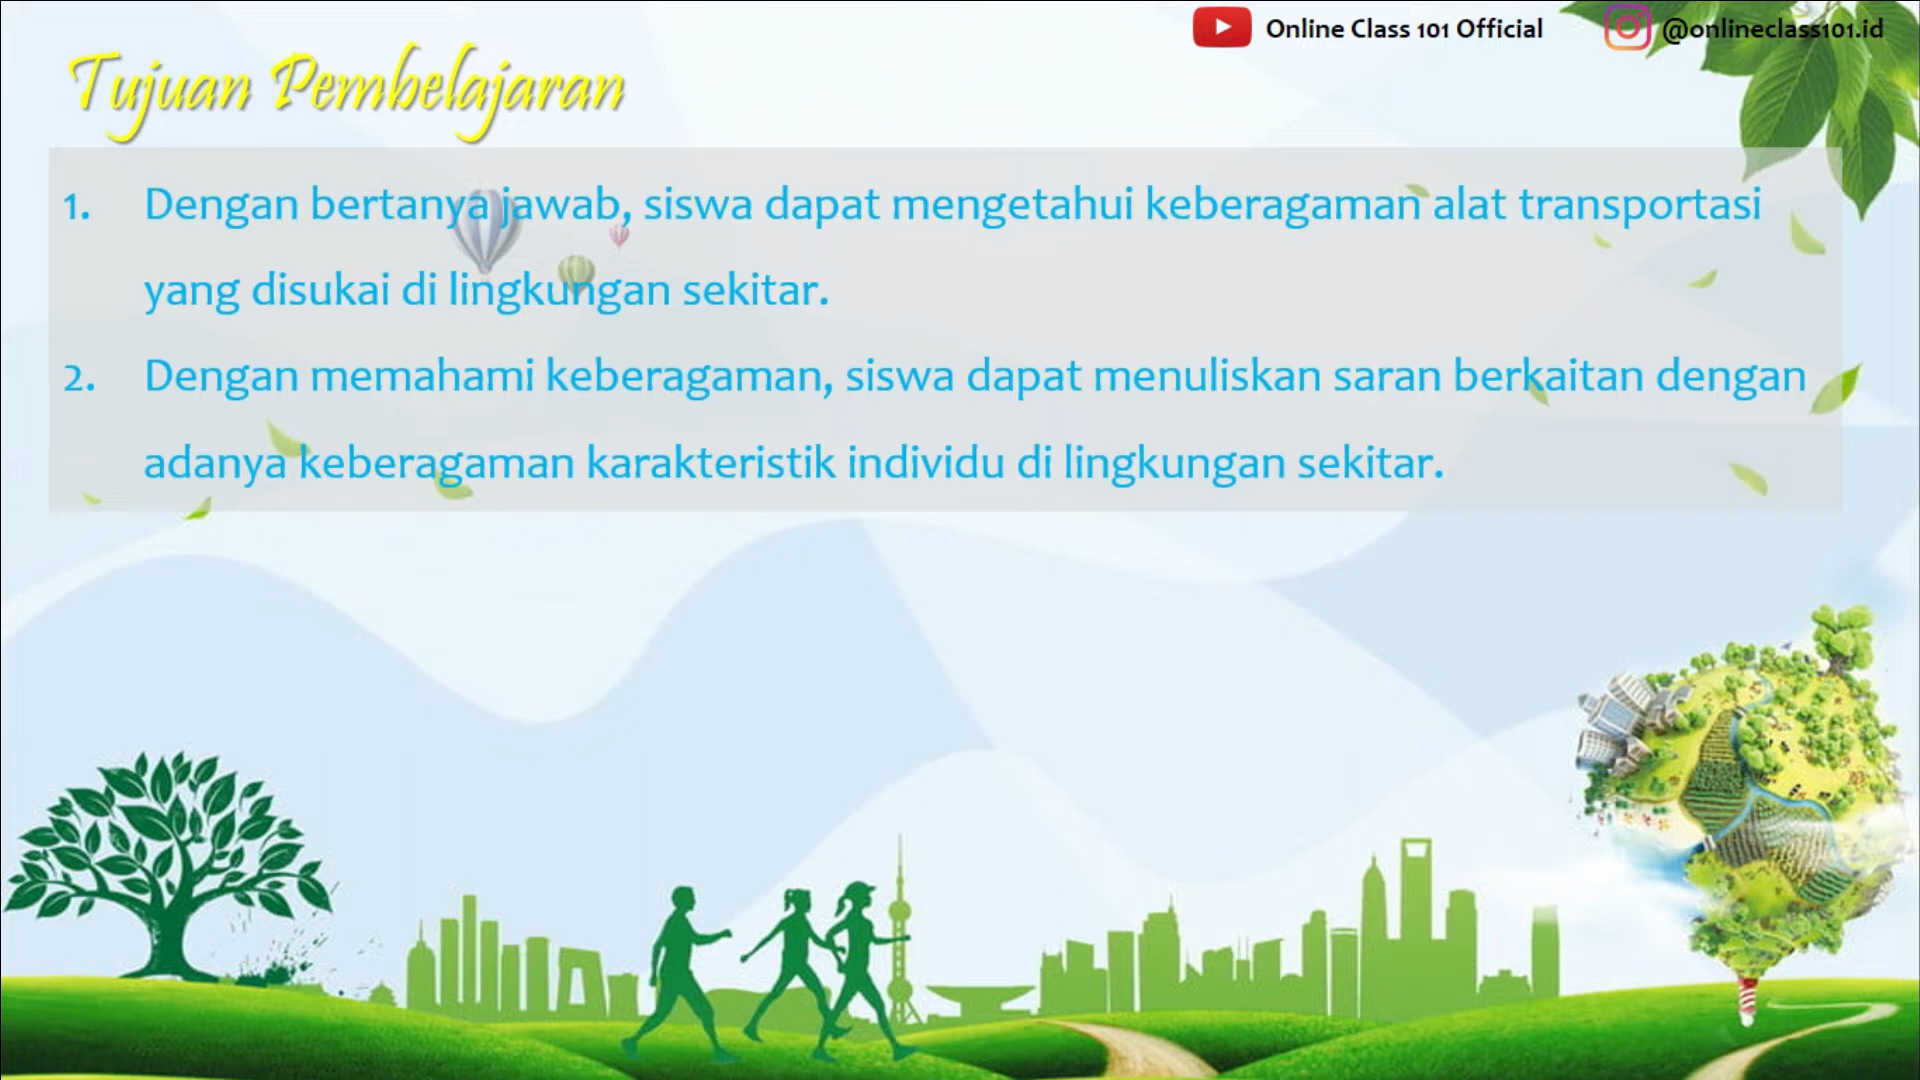 Online Class 101 Official
@onlineclass101.id
Tujuan Pembelajaran
1. Dengan bertanya jawab, siswa dapat mengetahui keberagaman alat transportasi
yang disukai di lingkungan sekitar.
2. Dengan memahami keberagaman, siswa dapat menuliskan saran berkaitan dengan
adanya keberagaman karakteristik individu di lingkungan sekitar.